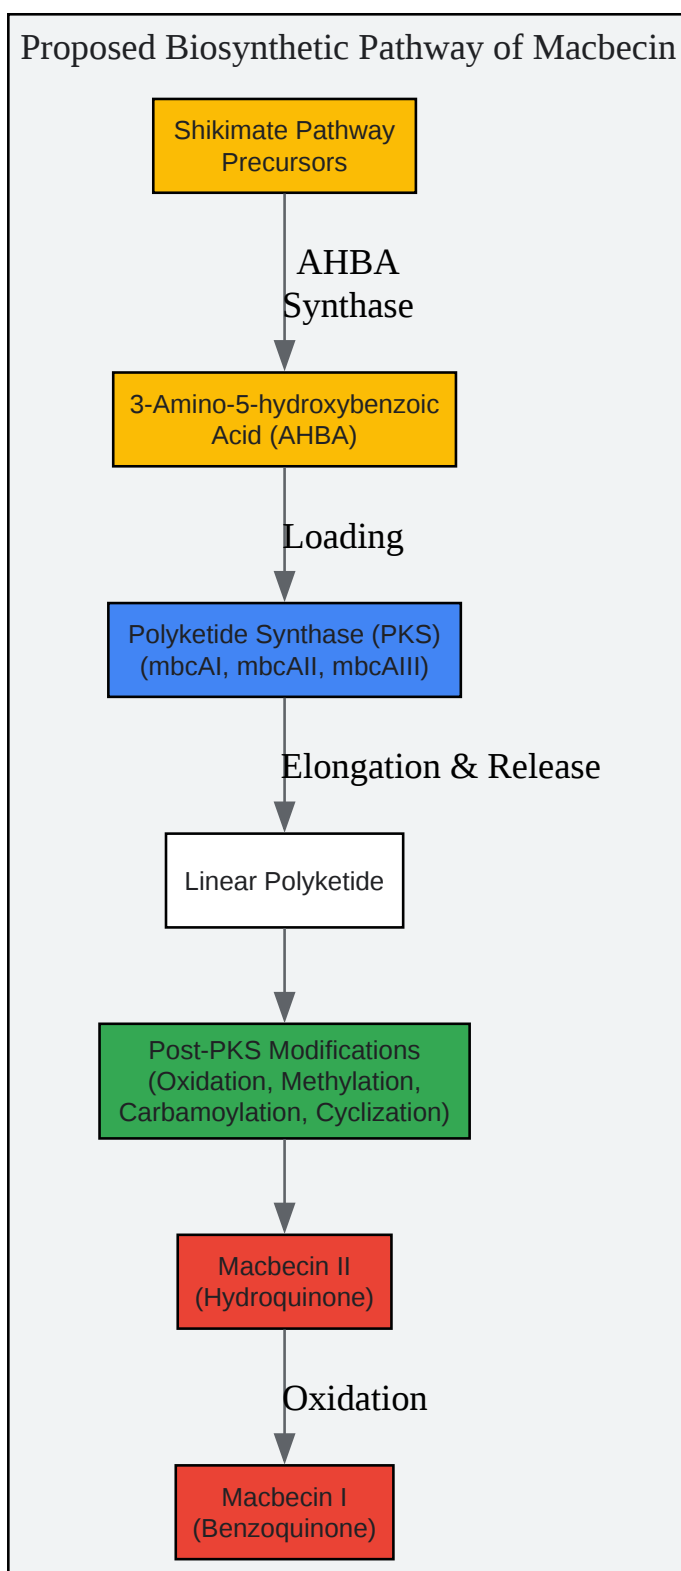 Proposed Biosynthetic Pathway of Macbecin
Shikimate Pathway
Precursors
AHBA
Synthase
3-Amino-5-hydroxybenzoic
Acid (AHBA)
Loading
Polyketide Synthase (PKS)
(mbcAI, mbcAII, mbcAIII)
Elongation & Release
Linear Polyketide
Post-PKS Modifications
(Oxidation, Methylation,
Carbamoylation, Cyclization)
Macbecin II
(Hydroquinone)
Oxidation
Macbecin I
(Benzoquinone)